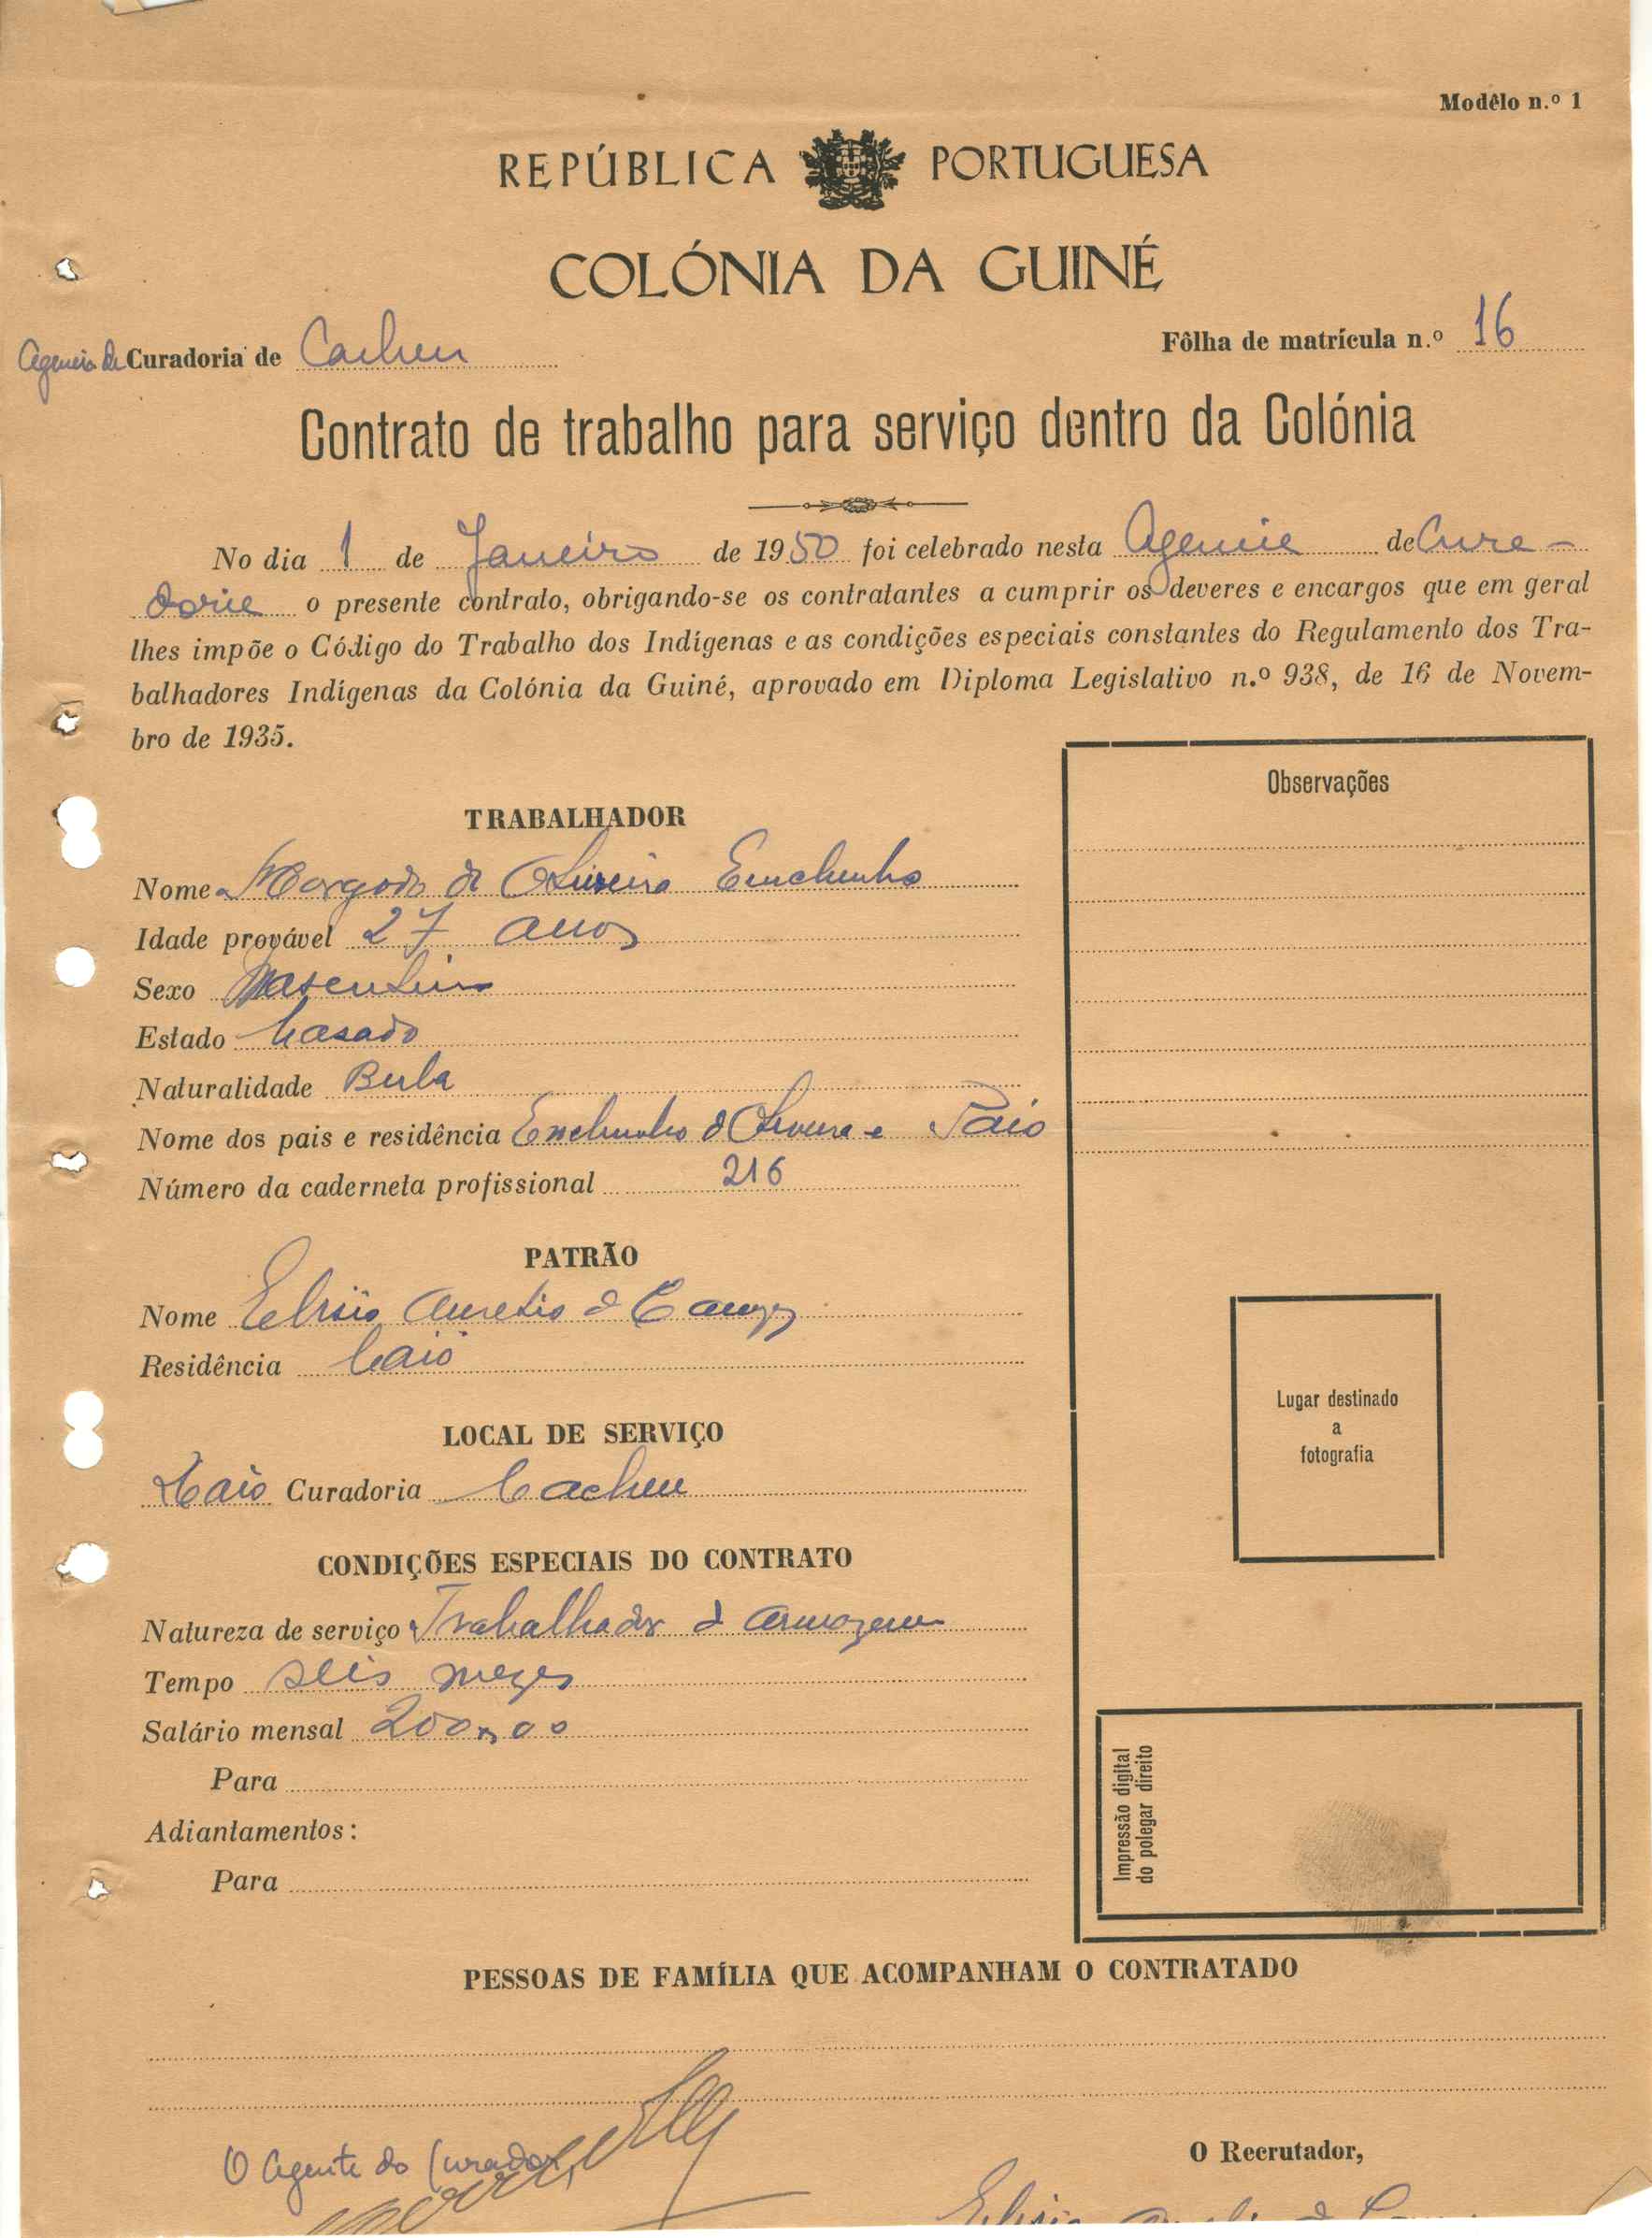 Modêlo n.º 1
REPÚBLICA PORTUGUESA
COLÓNIA DA GUINÉ
Agencia de Curadoria de Cacheu
Fôlha de matrícula n.º 16
Contrato de trabalho para serviço dentro da Colónia
No dia 1 de Janeiro de 1950 foi celebrado nesta Agencia de Cura-
doria o presente contrato, obrigando-se os contratantes a cumprir os deveres e encargos que em geral
lhes impõe o Código do Trabalho dos Indígenas e as condições especiais constantes do Regulamento dos Tra-
balhadores Indígenas da Colónia da Guiné, aprovado em Diploma Legislativo n.º 938, de 16 de Novem-
bro de 1935.
Observações
TRABALHADOR
Nome Morgado de Oliveira
Idade provável 27 anos
Sexo Masculino
Estado Casado
Naturalidade Bula
Nome dos pais e residência d Oliveira e
Número da caderneta profissional 216
PATRÃO
Nome Aurelio d
Residência Caió
LOCAL DE SERVIÇO
Caió Curadoria Cacheu
Lugar destinado
a
fotografia
CONDIÇÕES ESPECIAIS DO CONTRATO
Natureza de serviço Trabalhador d armazem
Tempo seis mezes
Salário mensal 200$00
Para
Adiantamentos:
Para
Impressão digital
do polegar direito
PESSOAS DE FAMÍLIA QUE ACOMPANHAM O CONTRATADO
O Agente do Curador,
O Recrutador,